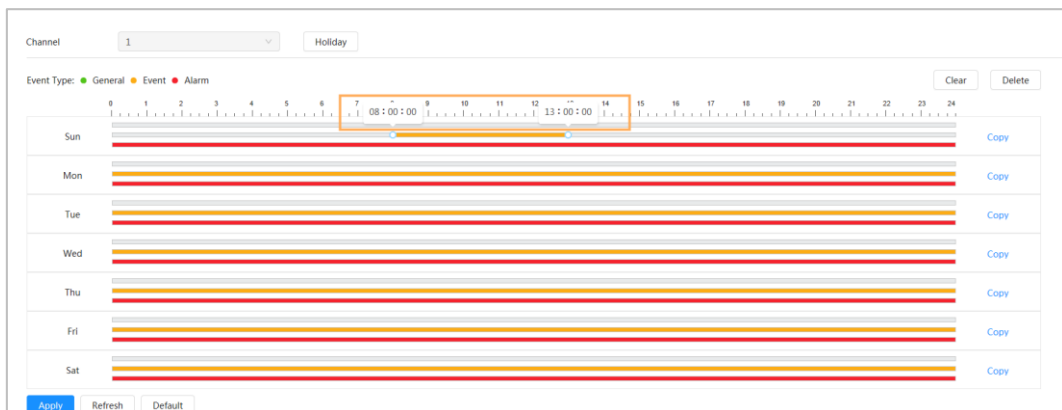 Channel 1 Holiday
Event Type: General Event Alarm Clear Delete
0 1 2 3 4 5 6 7 9 10 11 12 14 15 16 17 18 19 20 21 22 23 24
08:00:00 13:00:00
Sun Copy
Mon Copy
Tue Copy
Wed Copy
Thu Copy
Fri Copy
Sat Copy
Apply Refresh Default